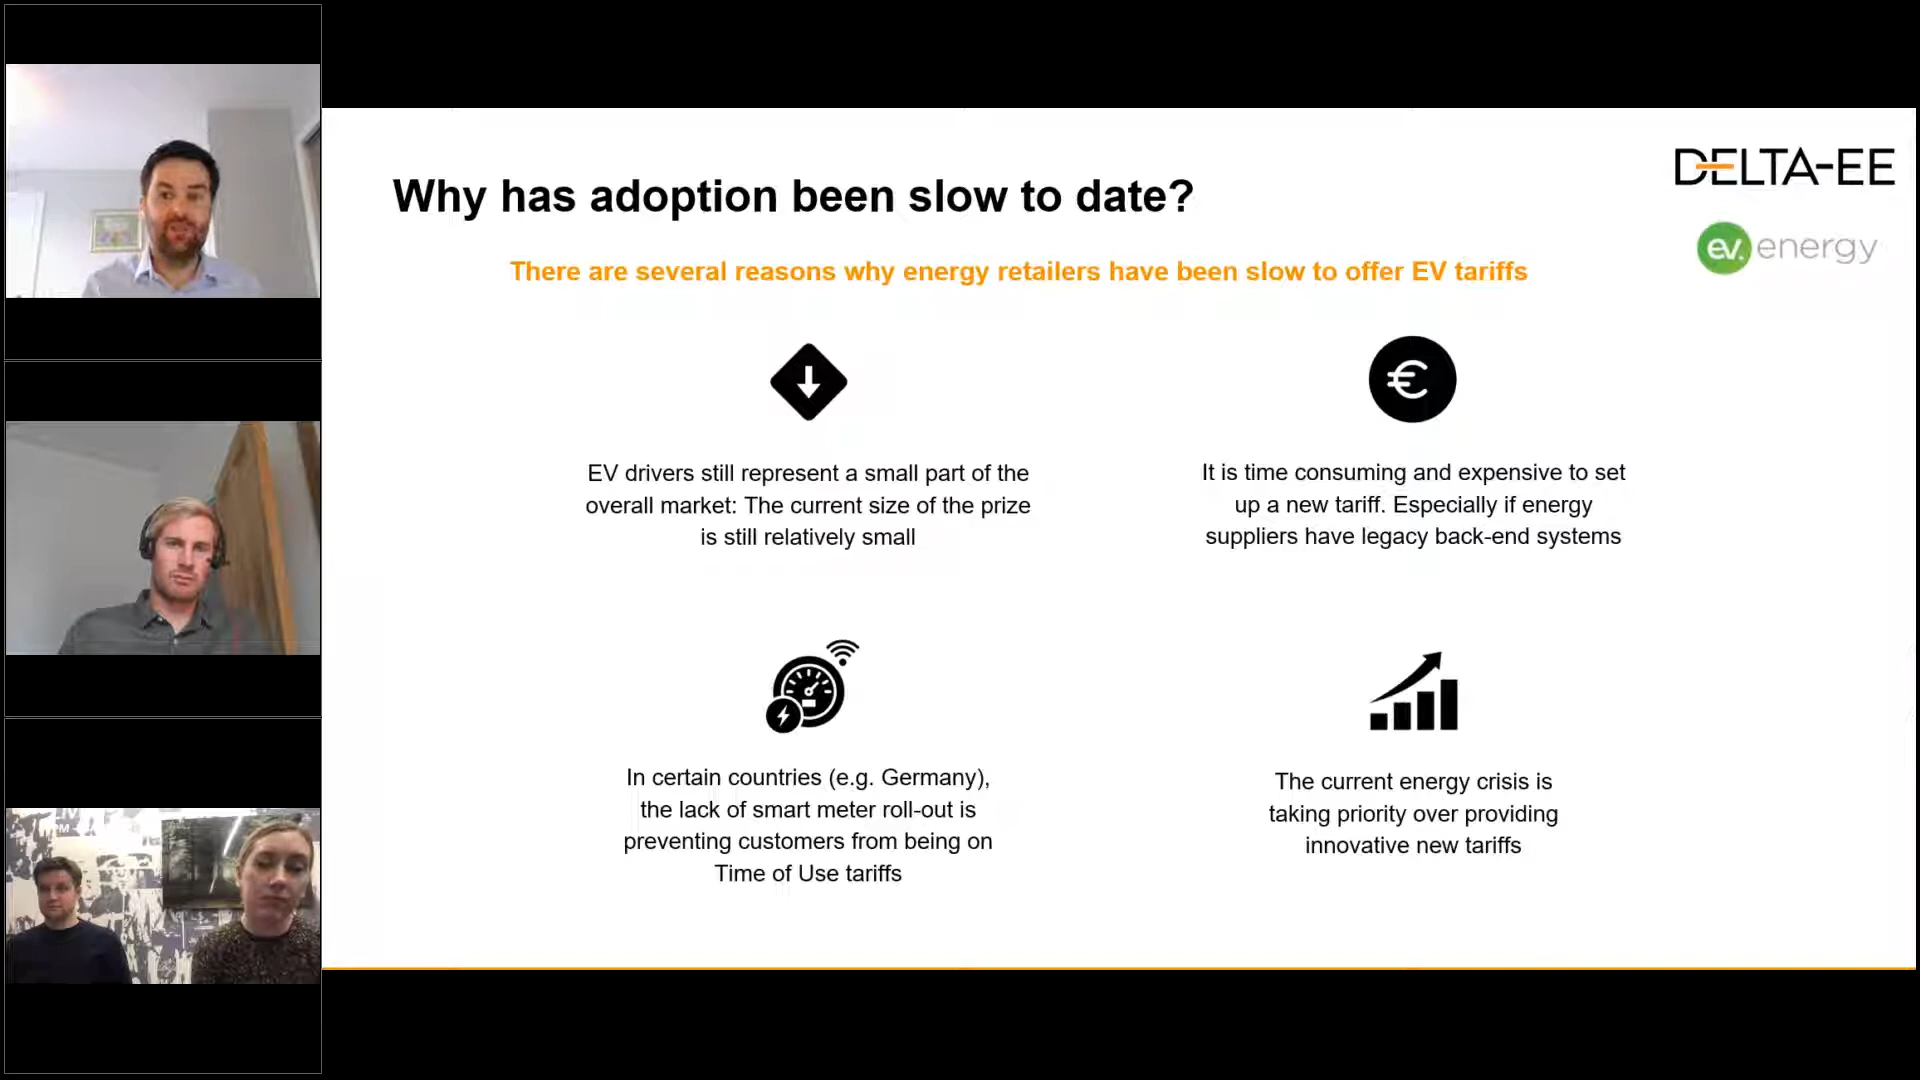 Why has adoption been slow to date?
DELTA-EE
ev.energy
There are several reasons why energy retailers have been slow to offer EV tariffs
€
EV drivers still represent a small part of the
overall market: The current size of the prize
is still relatively small
It is time consuming and expensive to set
up a new tariff. Especially if energy
suppliers have legacy back-end systems
In certain countries (e.g. Germany),
the lack of smart meter roll-out is
preventing customers from being on
Time of Use tariffs
The current energy crisis is
taking priority over providing
innovative new tariffs